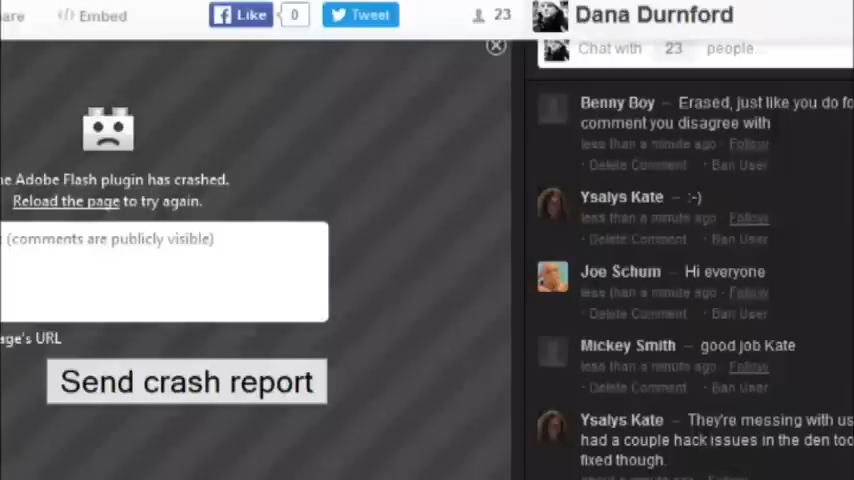 are
Embed
Like
0
Tweet
23
Dana Durnford
Chat with 23 people...
he Adobe Flash plugin has crashed.
Reload the page to try again.
(comments are publicly visible)
age's URL
Send crash report
Benny Boy – Erased, just like you do fo
comment you disagree with
less than a minute ago · Follow
· Delete Comment · Ban User
Ysalys Kate – :-)
less than a minute ago · Follow
· Delete Comment · Ban User
Joe Schum – Hi everyone
less than a minute ago · Follow
· Delete Comment · Ban User
Mickey Smith – good job Kate
less than a minute ago · Follow
· Delete Comment · Ban User
Ysalys Kate – They're messing with us
had a couple hack issues in the den too
fixed though.
about a minute ago · Follow